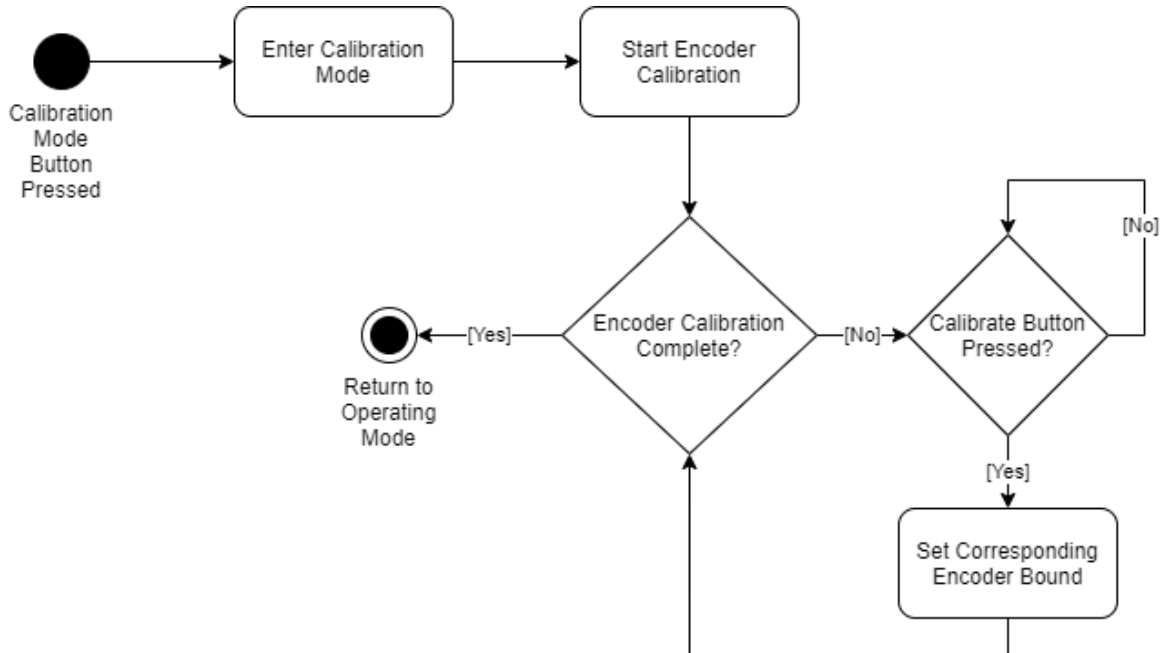 Enter Calibration
Mode
Start Encoder
Calibration
Calibration
Mode
Button
Pressed
[No]
Encoder Calibration
Complete?
[No]
Calibrate Button
Pressed?
[Yes]
Return to
Operating
Mode
[Yes]
Set Corresponding
Encoder Bound